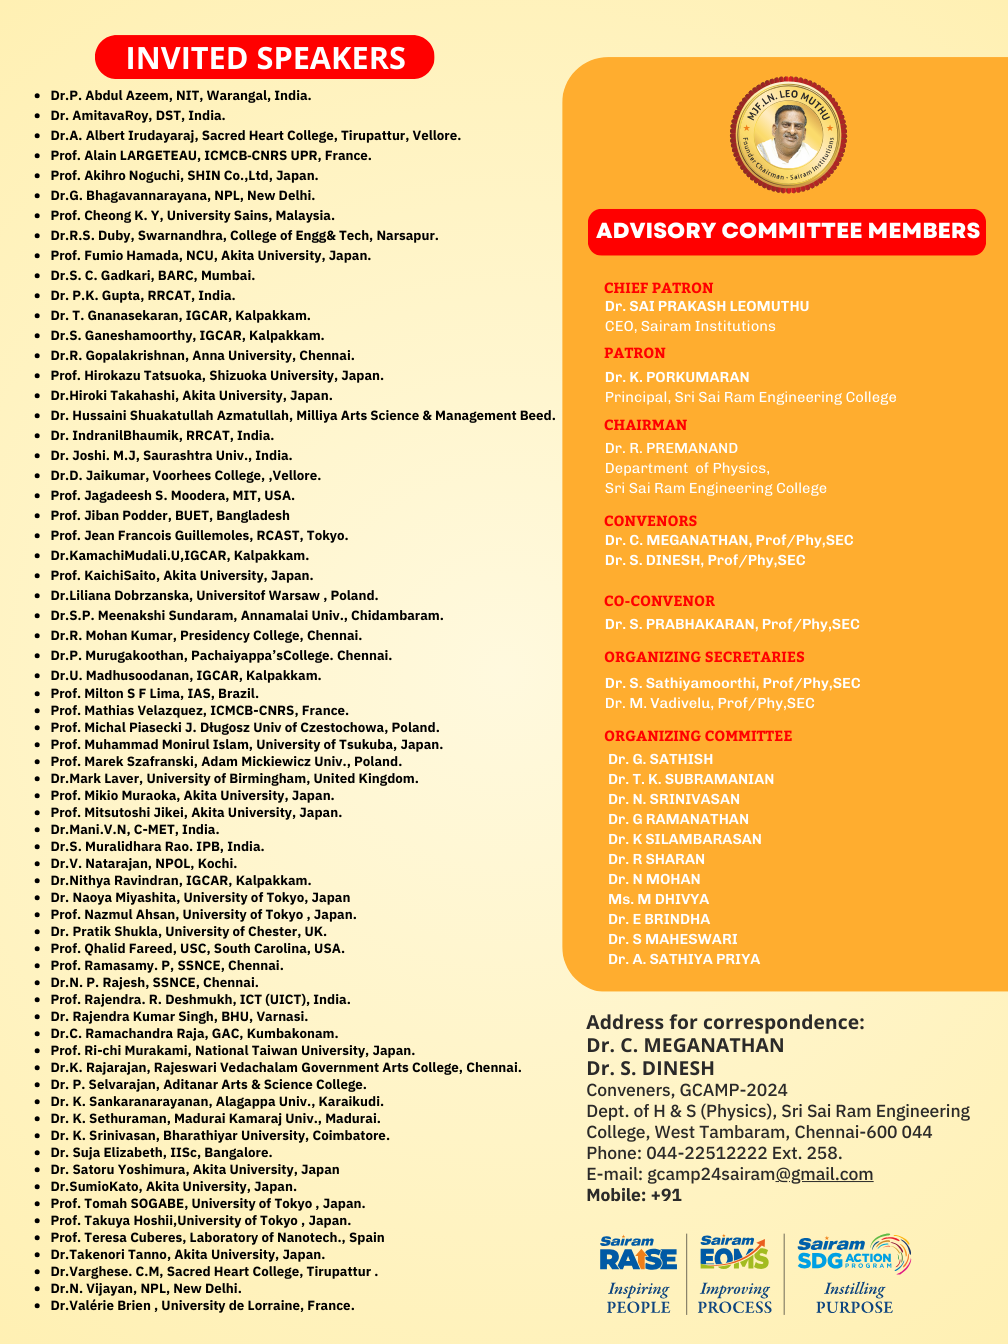 INVITED SPEAKERS
Dr.P. Abdul Azeem, NIT, Warangal, India.
Dr. AmitavaRoy, DST, India.
Dr.A. Albert Irudayaraj, Sacred Heart College, Tirupattur, Vellore.
Prof. Alain LARGETEAU, ICMCB-CNRS UPR, France.
Prof. Akihro Noguchi, SHIN Co.,Ltd, Japan.
Dr.G. Bhagavannarayana, NPL, New Delhi.
Prof. Cheong K. Y, University Sains, Malaysia.
Dr.R.S. Duby, Swarnandhra, College of Engg& Tech, Narsapur.
Prof. Fumio Hamada, NCU, Akita University, Japan.
Dr.S. C. Gadkari, BARC, Mumbai.
Dr. P.K. Gupta, RRCAT, India.
Dr. T. Gnanasekaran, IGCAR, Kalpakkam.
Dr.S. Ganeshamoorthy, IGCAR, Kalpakkam.
Dr.R. Gopalakrishnan, Anna University, Chennai.
Prof. Hirokazu Tatsuoka, Shizuoka University, Japan.
Dr.Hiroki Takahashi, Akita University, Japan.
Dr. Hussaini Shuakatullah Azmatullah, Milliya Arts Science & Management Beed.
Dr. IndranilBhaumik, RRCAT, India.
Dr. Joshi. M.J, Saurashtra Univ., India.
Dr.D. Jaikumar, Voorhees College, ,Vellore.
Prof. Jagadeesh S. Moodera, MIT, USA.
Prof. Jiban Podder, BUET, Bangladesh
Prof. Jean Francois Guillemoles, RCAST, Tokyo.
Dr.KamachiMudali.U,IGCAR, Kalpakkam.
Prof. KaichiSaito, Akita University, Japan.
Dr.Liliana Dobrzanska, Universitof Warsaw , Poland.
Dr.S.P. Meenakshi Sundaram, Annamalai Univ., Chidambaram.
Dr.R. Mohan Kumar, Presidency College, Chennai.
Dr.P. Murugakoothan, Pachaiyappa’sCollege. Chennai.
Dr.U. Madhusoodanan, IGCAR, Kalpakkam.
Prof. Milton S F Lima, IAS, Brazil.
Prof. Mathias Velazquez, ICMCB-CNRS, France.
Prof. Michal Piasecki J. Długosz Univ of Czestochowa, Poland.
Prof. Muhammad Monirul Islam, University of Tsukuba, Japan.
Prof. Marek Szafranski, Adam Mickiewicz Univ., Poland.
Dr.Mark Laver, University of Birmingham, United Kingdom.
Prof. Mikio Muraoka, Akita University, Japan.
Prof. Mitsutoshi Jikei, Akita University, Japan.
Dr.Mani.V.N, C-MET, India.
Dr.S. Muralidhara Rao. IPB, India.
Dr.V. Natarajan, NPOL, Kochi.
Dr.Nithya Ravindran, IGCAR, Kalpakkam.
Dr. Naoya Miyashita, University of Tokyo, Japan
Prof. Nazmul Ahsan, University of Tokyo , Japan.
Dr. Pratik Shukla, University of Chester, UK.
Prof. Qhalid Fareed, USC, South Carolina, USA.
Prof. Ramasamy. P, SSNCE, Chennai.
Dr.N. P. Rajesh, SSNCE, Chennai.
Prof. Rajendra. R. Deshmukh, ICT (UICT), India.
Dr. Rajendra Kumar Singh, BHU, Varnasi.
Dr.C. Ramachandra Raja, GAC, Kumbakonam.
Prof. Ri-chi Murakami, National Taiwan University, Japan.
Dr.K. Rajarajan, Rajeswari Vedachalam Government Arts College, Chennai.
Dr. P. Selvarajan, Aditanar Arts & Science College.
Dr. K. Sankaranarayanan, Alagappa Univ., Karaikudi.
Dr. K. Sethuraman, Madurai Kamaraj Univ., Madurai.
Dr. K. Srinivasan, Bharathiyar University, Coimbatore.
Dr. Suja Elizabeth, IISc, Bangalore.
Dr. Satoru Yoshimura, Akita University, Japan
Dr.SumioKato, Akita University, Japan.
Prof. Tomah SOGABE, University of Tokyo , Japan.
Prof. Takuya Hoshii,University of Tokyo , Japan.
Prof. Teresa Cuberes, Laboratory of Nanotech., Spain
Dr.Takenori Tanno, Akita University, Japan.
Dr.Varghese. C.M, Sacred Heart College, Tirupattur .
Dr.N. Vijayan, NPL, New Delhi.
Dr.Valérie Brien , University de Lorraine, France.
MJF.LN. LEO MUTHU
Founder Chairman - Sairam Institutions
ADVISORY COMMITTEE MEMBERS
CHIEF PATRON
Dr. SAI PRAKASH LEOMUTHU
CEO, Sairam Institutions
PATRON
Dr. K. PORKUMARAN
Principal, Sri Sai Ram Engineering College
CHAIRMAN
Dr. R. PREMANAND
Department of Physics,
Sri Sai Ram Engineering College
CONVENORS
Dr. C. MEGANATHAN, Prof/Phy,SEC
Dr. S. DINESH, Prof/Phy,SEC
CO-CONVENOR
Dr. S. PRABHAKARAN, Prof/Phy,SEC
ORGANIZING SECRETARIES
Dr. S. Sathiyamoorthi, Prof/Phy,SEC
Dr. M. Vadivelu, Prof/Phy,SEC
ORGANIZING COMMITTEE
Dr. G. SATHISH
Dr. T. K. SUBRAMANIAN
Dr. N. SRINIVASAN
Dr. G RAMANATHAN
Dr. K SILAMBARASAN
Dr. R SHARAN
Dr. N MOHAN
Ms. M DHIVYA
Dr. E BRINDHA
Dr. S MAHESWARI
Dr. A. SATHIYA PRIYA
Address for correspondence:
Dr. C. MEGANATHAN
Dr. S. DINESH
Conveners, GCAMP-2024
Dept. of H & S (Physics), Sri Sai Ram Engineering
College, West Tambaram, Chennai-600 044
Phone: 044-22512222 Ext. 258.
E-mail: gcamp24sairam@gmail.com
Mobile: +91
Sairam
RAISE
Inspiring
PEOPLE
Sairam
EOMS
Improving
PROCESS
Sairam
SDG ACTION
PROGRAM
Instilling
PURPOSE